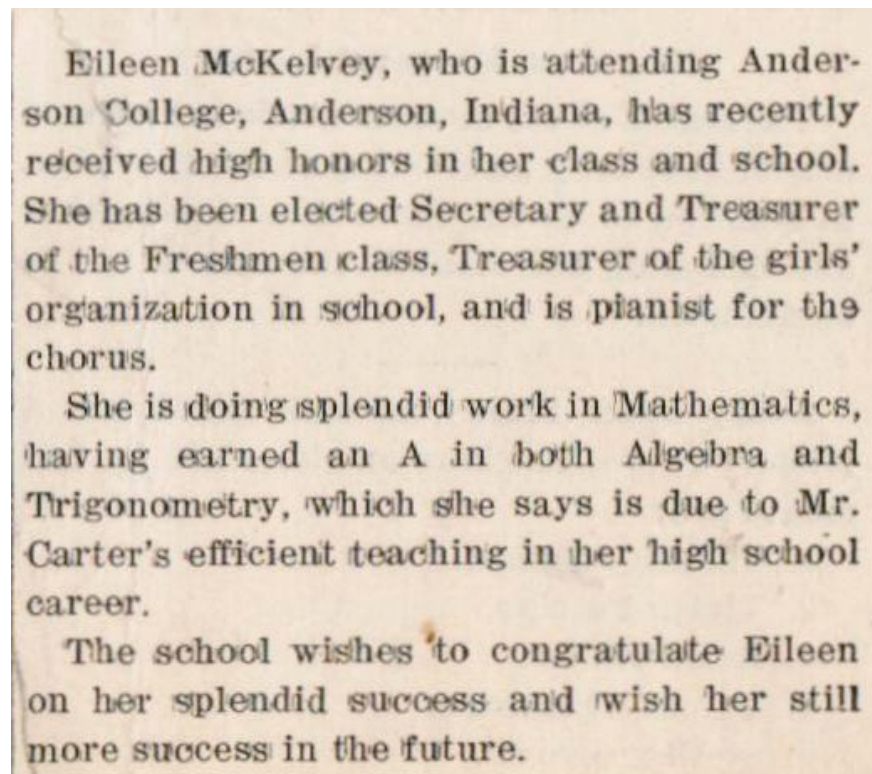 Eileen McKelvey, who is attending Ander-
son College, Anderson, Indiana, has recently
received high honors in her class and school.
She has been elected Secretary and Treasurer
of the Freshmen class, Treasurer of the girls’
organization in school, and is pianist for the
chorus.
She is doing splendid work in Mathematics,
having earned an A in both Algebra and
Trigonometry, which she says is due to Mr.
Carter’s efficient teaching in her high school
career.
The school wishes to congratulate Eileen
on her splendid success and wish her still
more success in the future.